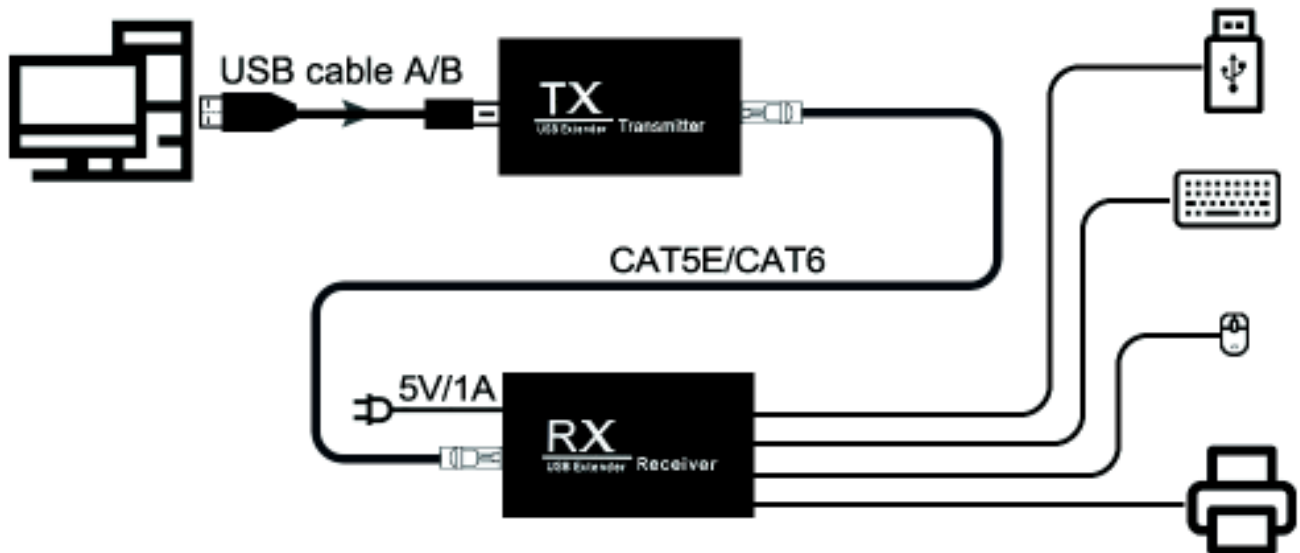 USB cable A/B
TX
USB Extender Transmitter
CAT5E/CAT6
5V/1A
RX
USB Extender Receiver